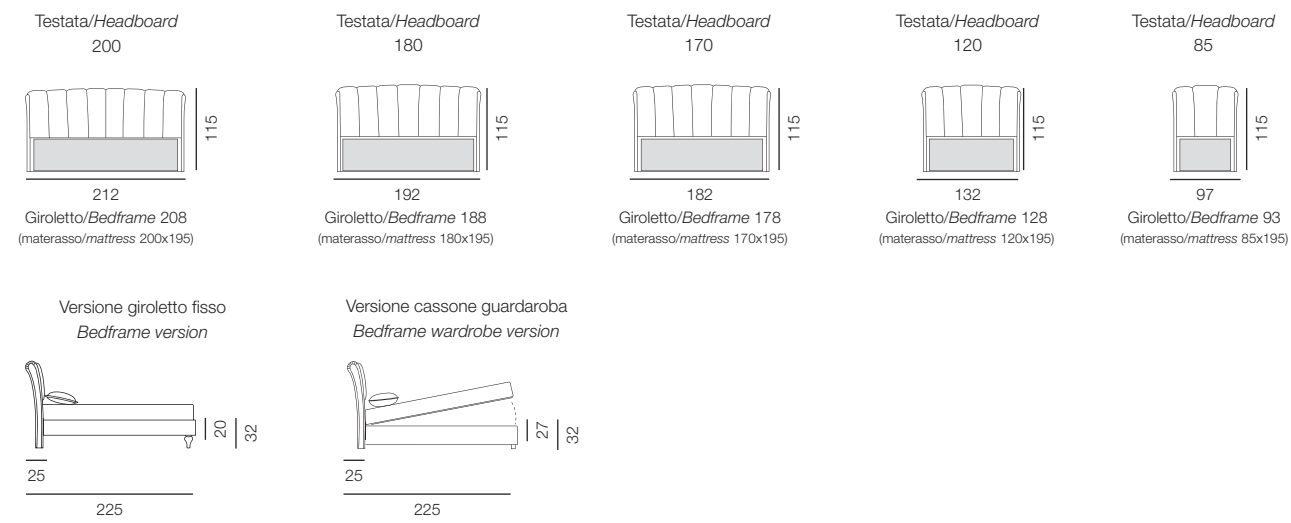 Testata/Headboard
200
115
212
Giroletto/Bedframe 208
(materasso/mattress 200x195)
Testata/Headboard
180
115
192
Giroletto/Bedframe 188
(materasso/mattress 180x195)
Testata/Headboard
170
115
182
Giroletto/Bedframe 178
(materasso/mattress 170x195)
Testata/Headboard
120
115
132
Giroletto/Bedframe 128
(materasso/mattress 120x195)
Testata/Headboard
85
115
97
Giroletto/Bedframe 93
(materasso/mattress 85x195)
Versione giroletto fisso
Bedframe version
20
32
25
225
Versione cassone guardaroba
Bedframe wardrobe version
27
32
25
225